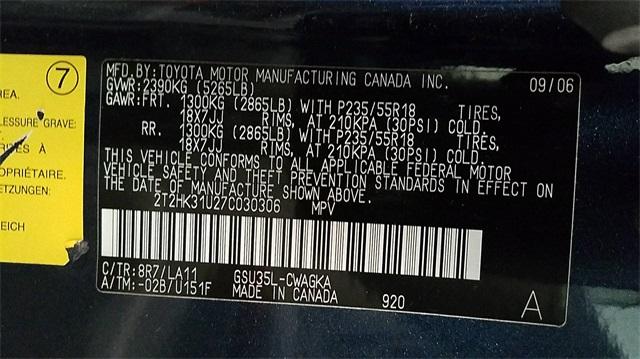 7
REA.
LESSURE GRAVE:
RDÉS À
OPRIÉTAIRE.
ETZUNGEN:
EICH
MFD.BY:TOYOTA MOTOR MANUFACTURING CANADA INC. 09/06
GVWR:2390KG (5265LB)
GAWR:FRT. 1300KG (2865LB) WITH P235/55R18 TIRES,
18X7JJ RIMS, AT 210KPA (30PSI) COLD.
RR. 1300KG (2865LB) WITH P235/55R18 TIRES,
18X7JJ RIMS, AT 210KPA (30PSI) COLD.
THIS VEHICLE CONFORMS TO ALL APPLICABLE FEDERAL MOTOR
VEHICLE SAFETY AND THEFT PREVENTION STANDARDS IN EFFECT ON
THE DATE OF MANUFACTURE SHOWN ABOVE.
2T2HK31U27C030306 MPV
C/TR:8R7/LA11 GSU35L-CWAGKA
A/TM:-02B/U151F MADE IN CANADA 920 A